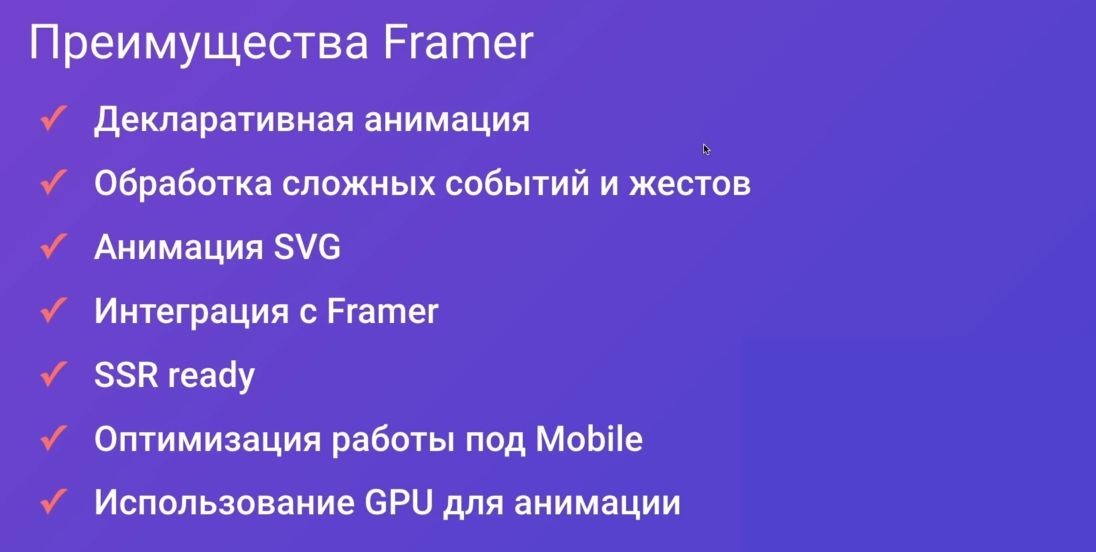 Преимущества Framer
Декларативная анимация
Обработка сложных событий и жестов
Анимация SVG
Интеграция с Framer
SSR ready
Оптимизация работы под Mobile
Использование GPU для анимации